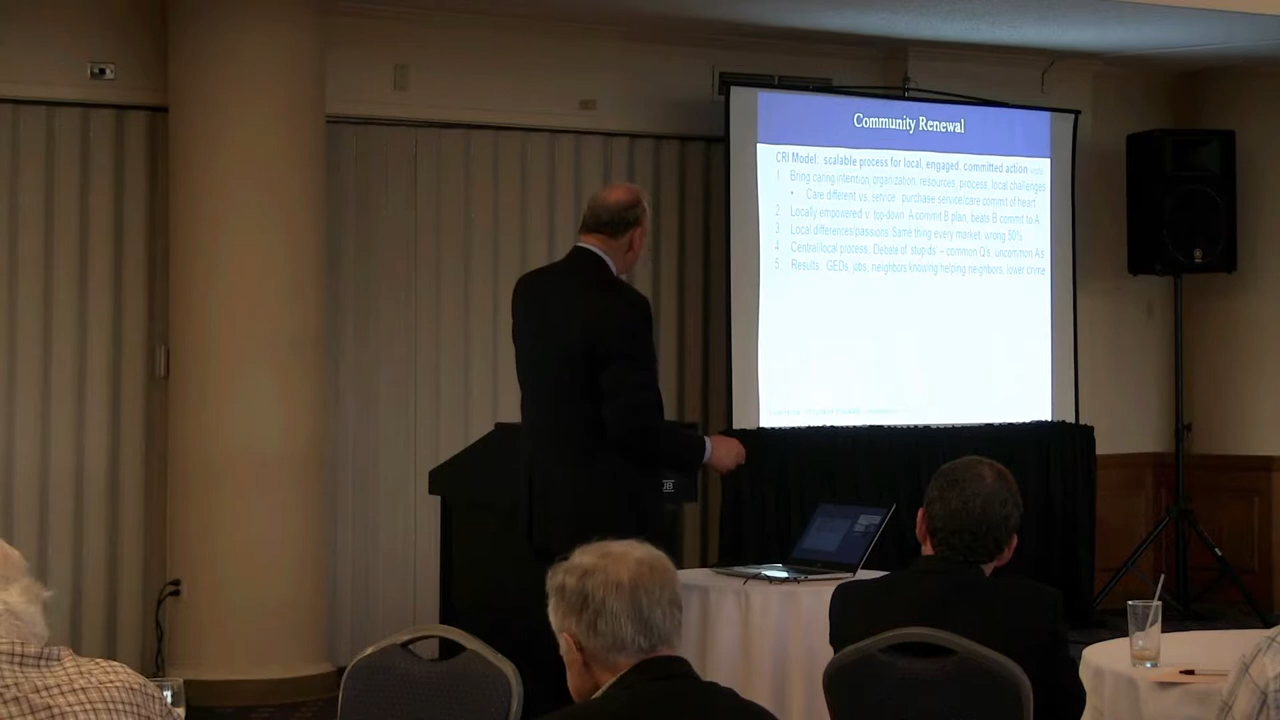 Community Renewal
CRI Model: scalable process for local, engaged, committed action
1 Bring caring intention, organization, resources, process, local challenges
• Care different vs. service purchase service/care commit of heart
2 Locally empowered v. top-down A commit B plan, beats B commit to A
3 Local differences/passions Same thing every market, wrong 50%
4 Central/local process: Debate of stupids – common Q's, uncommon A's
5 Results: GEDs, jobs, neighbors knowing helping neighbors, lower crime